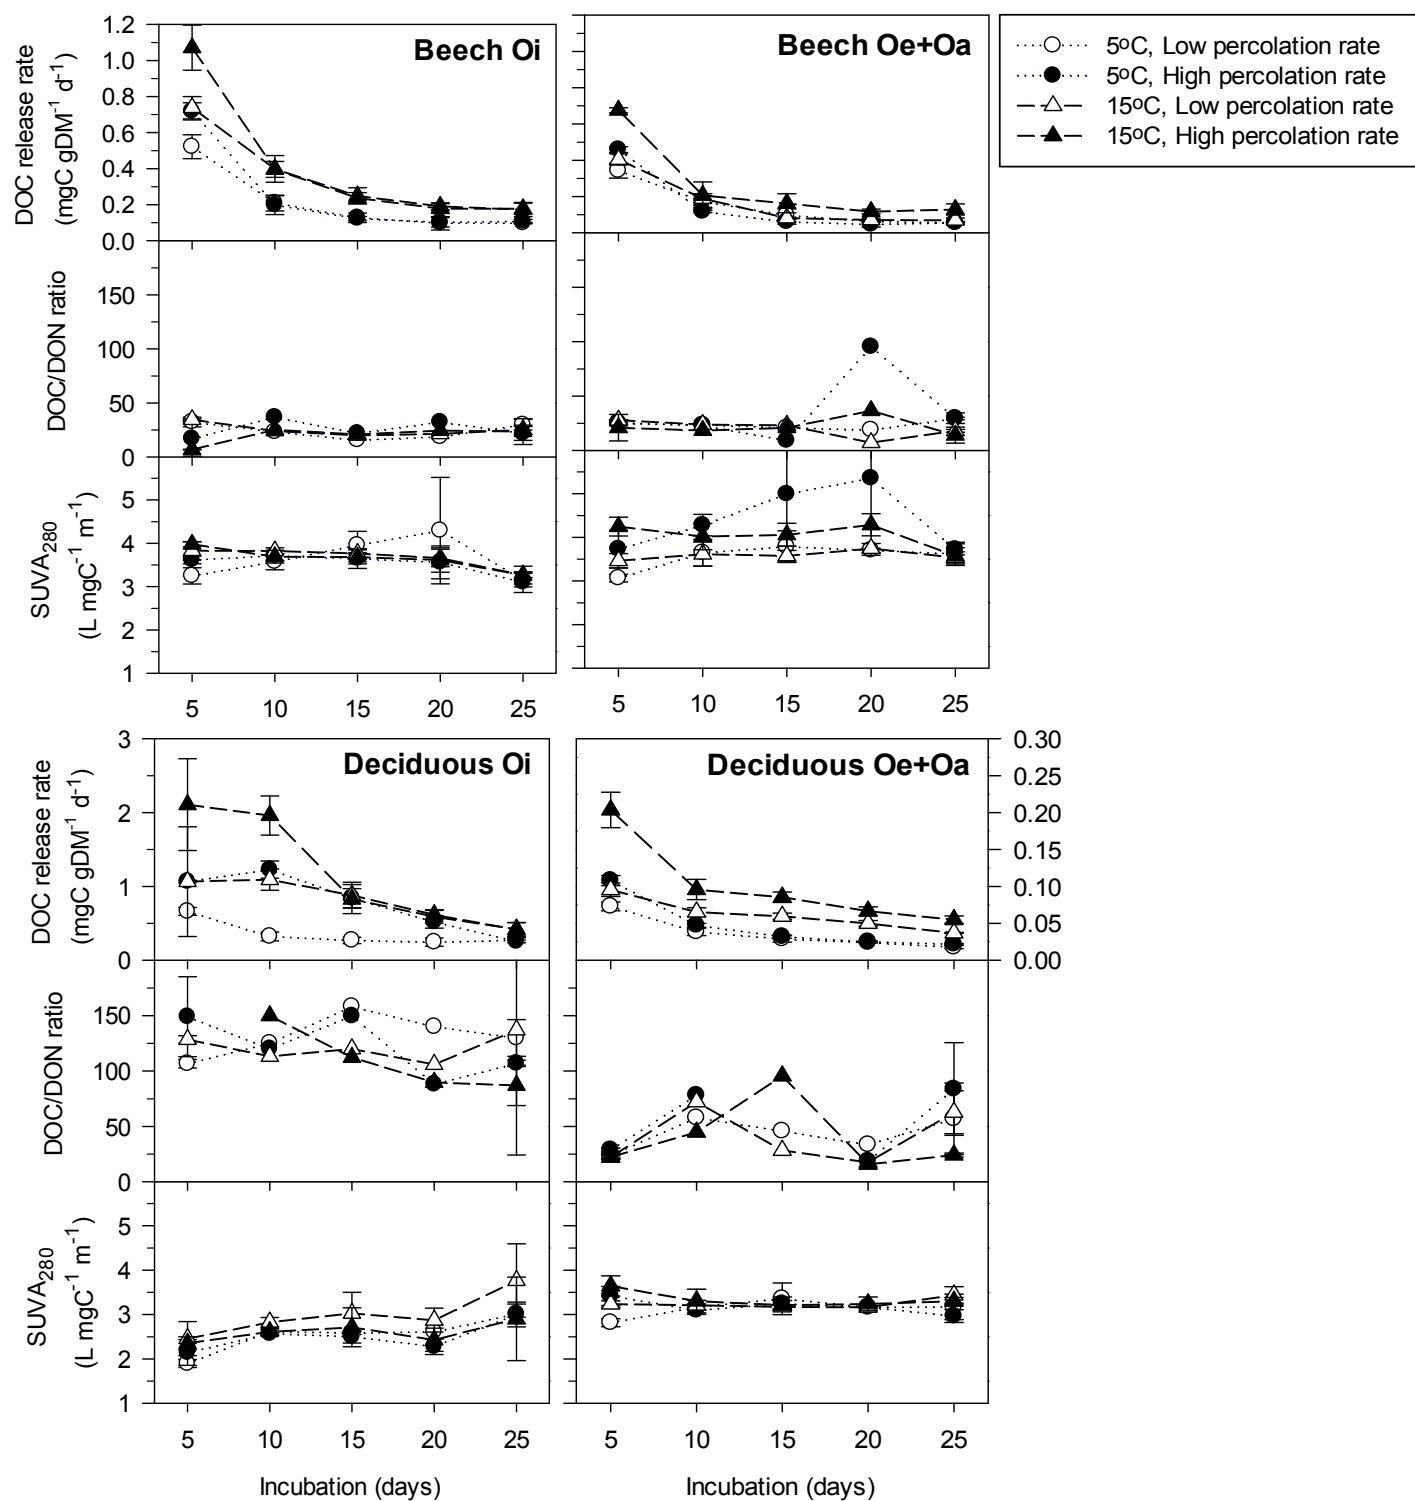 Beech Oi
Beech Oe+Oa
5oC, Low percolation rate
5oC, High percolation rate
15oC, Low percolation rate
15oC, High percolation rate
DOC release rate
(mgC gDM-1 d-1)
1.2
1.0
0.8
0.6
0.4
0.2
0.0
DOC/DON ratio
150
100
50
0
SUVA280
(L mgC-1 m-1)
5
4
3
2
1
5 10 15 20 25
5 10 15 20 25
Deciduous Oi
Deciduous Oe+Oa
DOC release rate
(mgC gDM-1 d-1)
3
2
1
0
0.30
0.25
0.20
0.15
0.10
0.05
0.00
DOC/DON ratio
150
100
50
0
SUVA280
(L mgC-1 m-1)
5
4
3
2
1
5 10 15 20 25
5 10 15 20 25
Incubation (days)
Incubation (days)